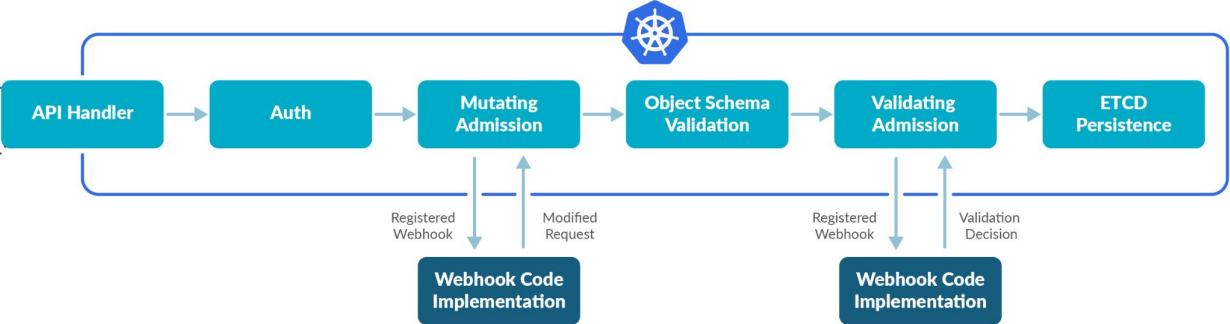 API Handler
Auth
Mutating
Admission
Object Schema
Validation
Validating
Admission
ETCD
Persistence
Registered
Webhook
Modified
Request
Registered
Webhook
Validation
Decision
Webhook Code
Implementation
Webhook Code
Implementation